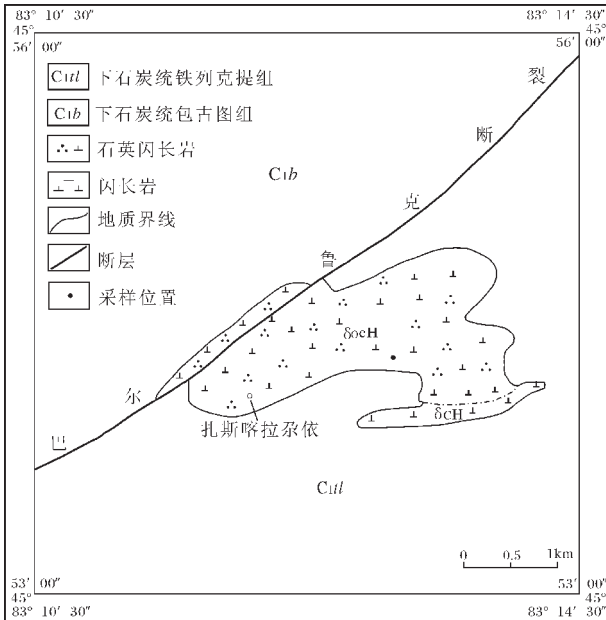 83° 10′ 30″
83° 14′ 30″
45°
45°
56′ 00″
56′ 00″
C₁tl 下石炭统铁列克提组
C₁b 下石炭统包古图组
石英闪长岩
闪长岩
地质界线
断层
采样位置
裂
断
克
鲁
尔
巴
C₁b
δocH
δcH
扎斯喀拉尕依
C₁tl
0 0.5 1km
53′ 00″
53′ 00″
45°
45°
83° 10′ 30″
83° 14′ 30″